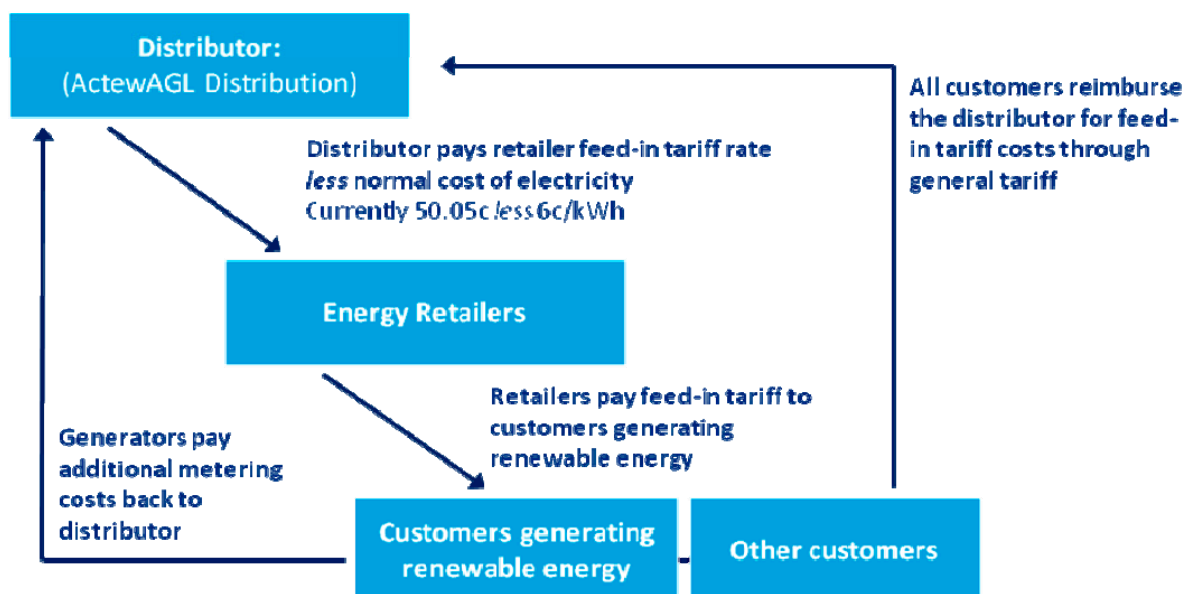 Distributor:
(ActewAGL Distribution)
All customers reimburse
the distributor for feed-
in tariff costs through
general tariff
Distributor pays retailer feed-in tariff rate
less normal cost of electricity
Currently 50.05c less 6c/kWh
Energy Retailers
Retailers pay feed-in tariff to
customers generating
renewable energy
Generators pay
additional metering
costs back to
distributor
Customers generating
renewable energy
Other customers